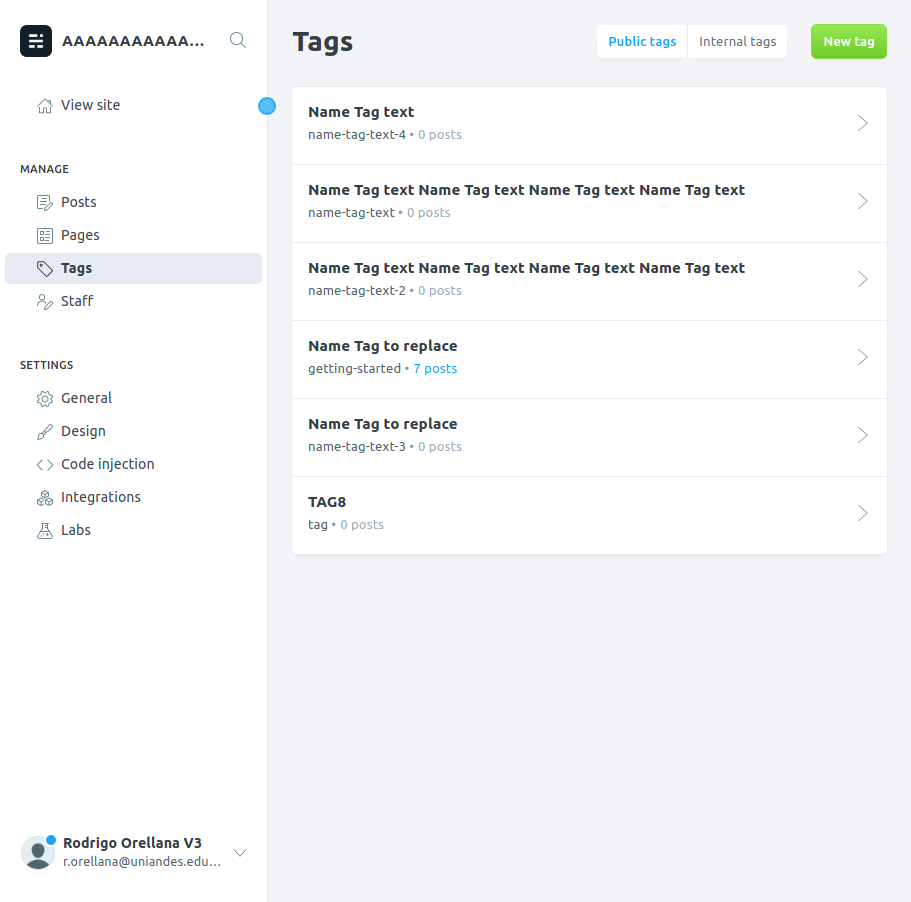 AAAAAAAAAAA...
View site
MANAGE
Posts
Pages
Tags
Staff
SETTINGS
General
Design
Code injection
Integrations
Labs
Rodrigo Orellana V3
r.orellana@uniandes.edu...
Tags
Public tags
Internal tags
New tag
Name Tag text
name-tag-text-4 • 0 posts
Name Tag text Name Tag text Name Tag text Name Tag text
name-tag-text • 0 posts
Name Tag text Name Tag text Name Tag text Name Tag text
name-tag-text-2 • 0 posts
Name Tag to replace
getting-started • 7 posts
Name Tag to replace
name-tag-text-3 • 0 posts
TAG8
tag • 0 posts